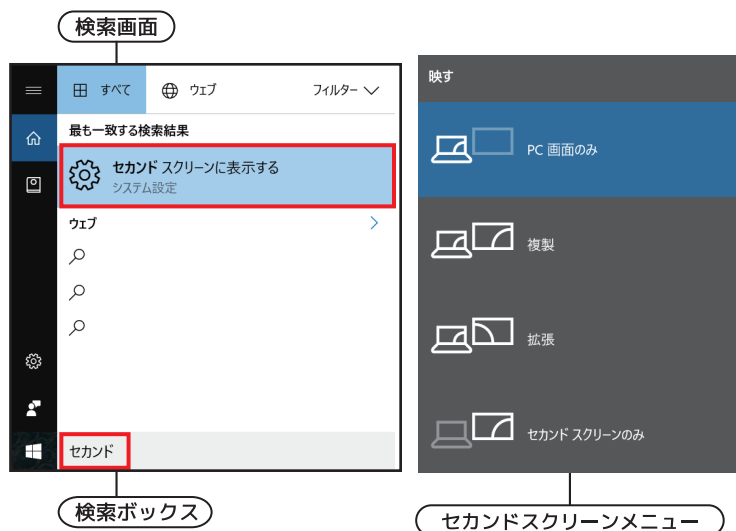 検索画面
すべて
ウェブ
フィルター
最も一致する検索結果
セカンド スクリーンに表示する
システム設定
ウェブ
セカンド
検索ボックス
映す
PC 画面のみ
複製
拡張
セカンド スクリーンのみ
セカンドスクリーンメニュー